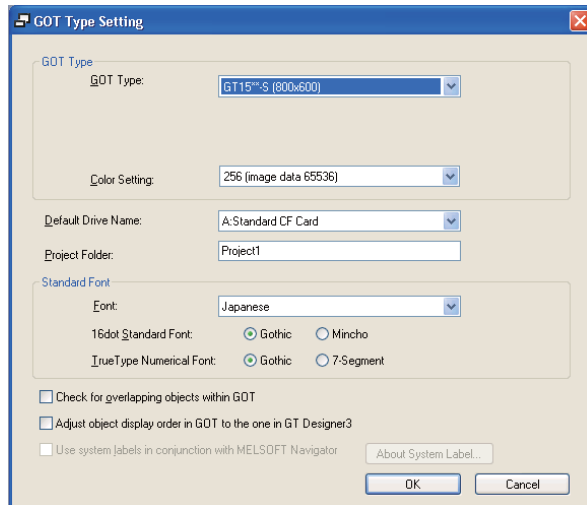 GOT Type Setting
GOT Type
GOT Type: GT15**-S (800x600)
Color Setting: 256 (image data 65536)
Default Drive Name: A:Standard CF Card
Project Folder: Project1
Standard Font
Font: Japanese
16dot Standard Font: Gothic Mincho
TrueType Numerical Font: Gothic 7-Segment
Check for overlapping objects within GOT
Adjust object display order in GOT to the one in GT Designer3
Use system labels in conjunction with MELSOFT Navigator About System Label...
OK Cancel